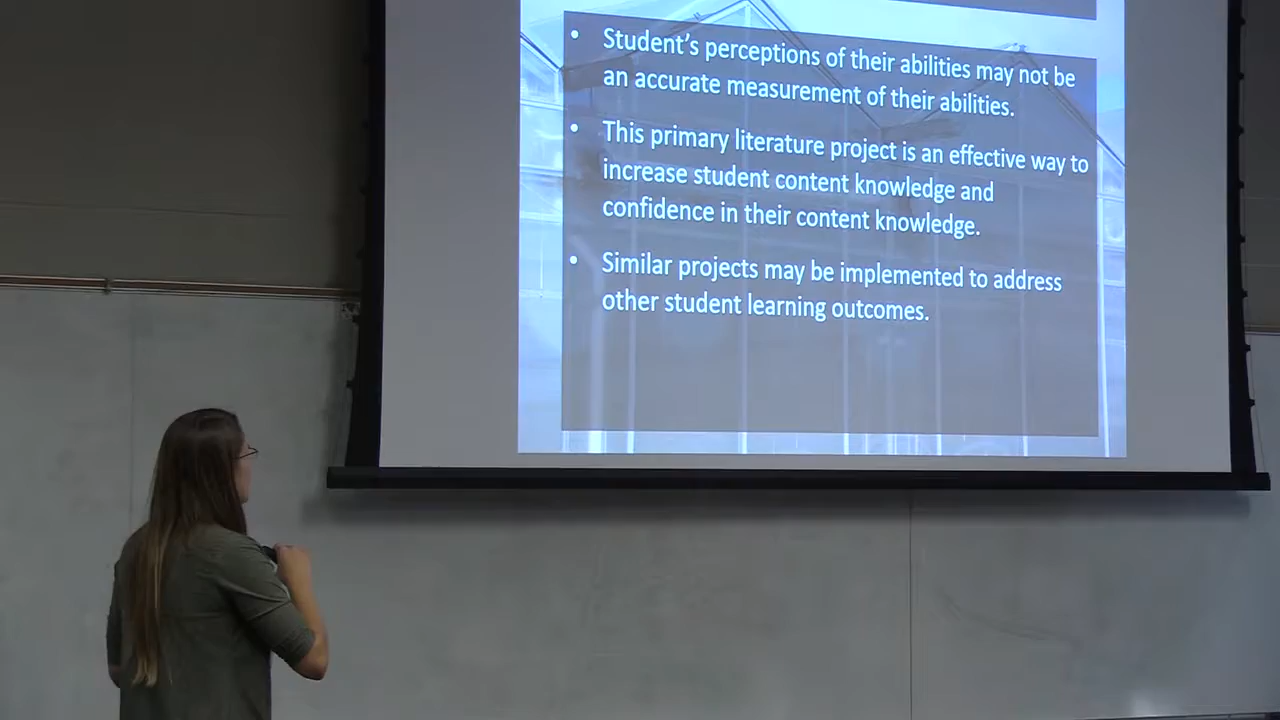 • Student's perceptions of their abilities may not be
an accurate measurement of their abilities.
• This primary literature project is an effective way to
increase student content knowledge and
confidence in their content knowledge.
• Similar projects may be implemented to address
other student learning outcomes.